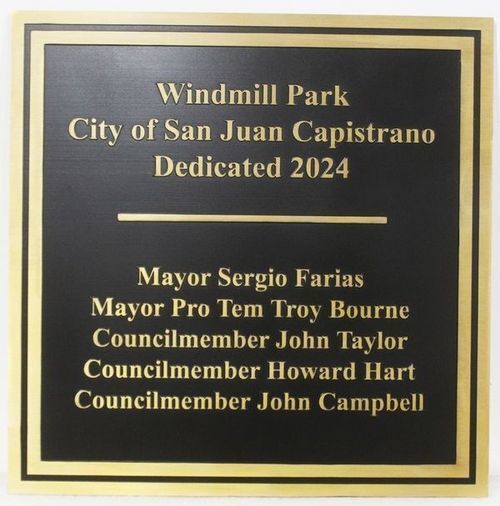 Windmill Park
City of San Juan Capistrano
Dedicated 2024
Mayor Sergio Farias
Mayor Pro Tem Troy Bourne
Councilmember John Taylor
Councilmember Howard Hart
Councilmember John Campbell